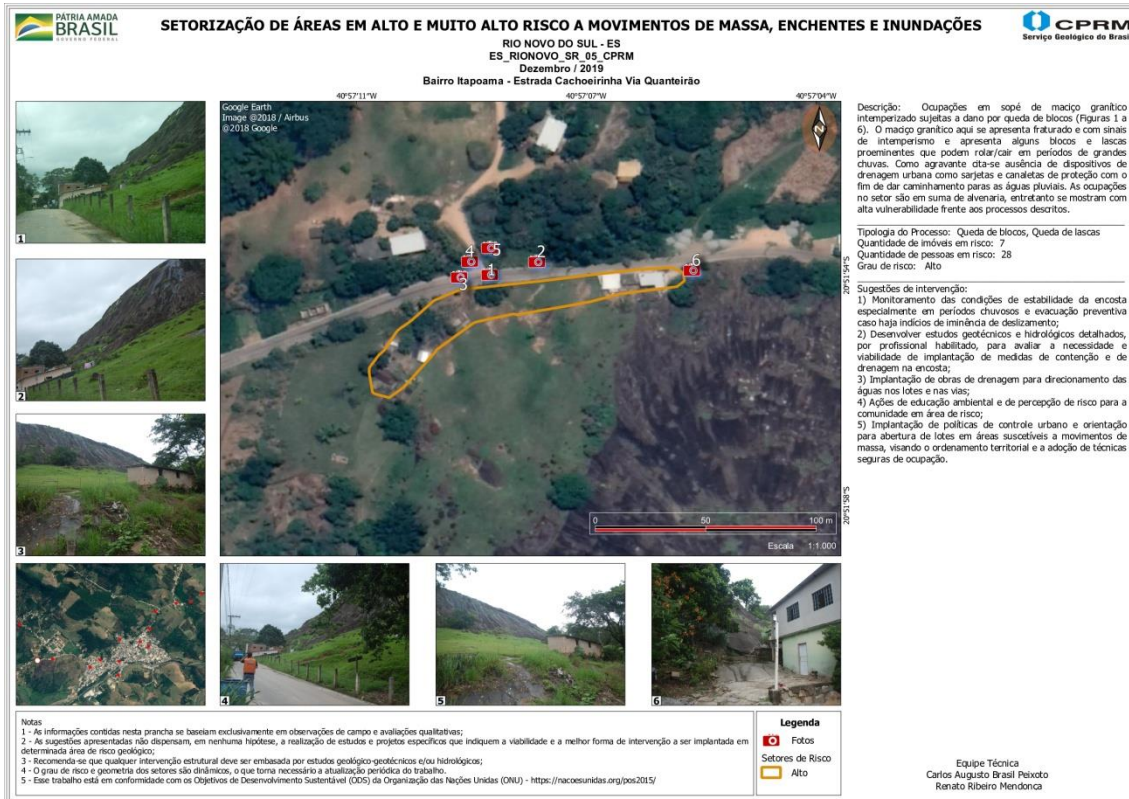 PÁTRIA AMADA
BRASIL
GOVERNO FEDERAL
SETORIZAÇÃO DE ÁREAS EM ALTO E MUITO ALTO RISCO A MOVIMENTOS DE MASSA, ENCHENTES E INUNDAÇÕES
RIO NOVO DO SUL - ES
ES_RIONOVO_SR_05_CPRM
Dezembro / 2019
Bairro Itapoama - Estrada Cachoeirinha Via Quanteirão
CPRM
Serviço Geológico do Brasil
40°57'11"W
40°57'07"W
40°57'04"W
Google Earth
Image @2018 / Airbus
@2018 Google
N
1
2
3
4
5
2
1
3
6
20°51'54"S
20°51'58"S
0 50 100 m
Escala 1:1.000
4
5
6
Descrição: Ocupações em sopé de maciço granítico
intemperizado sujeitas a dano por queda de blocos (Figuras 1 a
6). O maciço granítico aqui se apresenta fraturado e com sinais
de intemperismo e apresenta alguns blocos e lascas
proeminentes que podem rolar/cair em períodos de grandes
chuvas. Como agravante cita-se ausência de dispositivos de
drenagem urbana como sarjetas e canaletas de proteção com o
fim de dar caminhamento paras as águas pluviais. As ocupações
no setor são em suma de alvenaria, entretanto se mostram com
alta vulnerabilidade frente aos processos descritos.
Tipologia do Processo: Queda de blocos, Queda de lascas
Quantidade de imóveis em risco: 7
Quantidade de pessoas em risco: 28
Grau de risco: Alto
Sugestões de intervenção:
1) Monitoramento das condições de estabilidade da encosta
especialmente em períodos chuvosos e evacuação preventiva
caso haja indícios de iminência de deslizamento;
2) Desenvolver estudos geotécnicos e hidrológicos detalhados,
por profissional habilitado, para avaliar a necessidade e
viabilidade de implantação de medidas de contenção e de
drenagem na encosta;
3) Implantação de obras de drenagem para direcionamento das
águas nos lotes e nas vias;
4) Ações de educação ambiental e de percepção de risco para a
comunidade em área de risco;
5) Implantação de políticas de controle urbano e orientação
para abertura de lotes em áreas suscetíveis a movimentos de
massa, visando o ordenamento territorial e a adoção de técnicas
seguras de ocupação.
Notas
1 - As informações contidas nesta prancha se baseiam exclusivamente em observações de campo e avaliações qualitativas;
2 - As sugestões apresentadas não dispensam, em nenhuma hipótese, a realização de estudos e projetos específicos que indiquem a viabilidade e a melhor forma de intervenção a ser implantada em
determinada área de risco geológico;
3 - Recomenda-se que qualquer intervenção estrutural deve ser embasada por estudos geológico-geotécnicos e/ou hidrológicos;
4 - O grau de risco e geometria dos setores são dinâmicos, o que torna necessário a atualização periódica do trabalho.
5 - Esse trabalho está em conformidade com os Objetivos de Desenvolvimento Sustentável (ODS) da Organização das Nações Unidas (ONU) - https://nacoesunidas.org/pos2015/
Legenda
Fotos
Setores de Risco
Alto
Equipe Técnica
Carlos Augusto Brasil Peixoto
Renato Ribeiro Mendonca